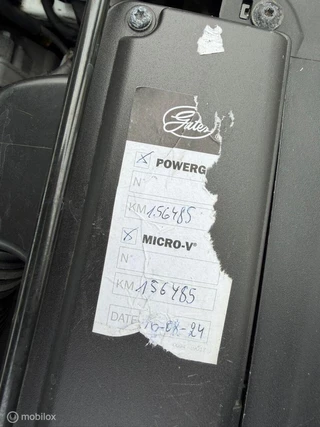 Gates
☒ POWERG
N°
KM 156485
☒ MICRO-V®
N°
KM 156485
DATE
mobilox